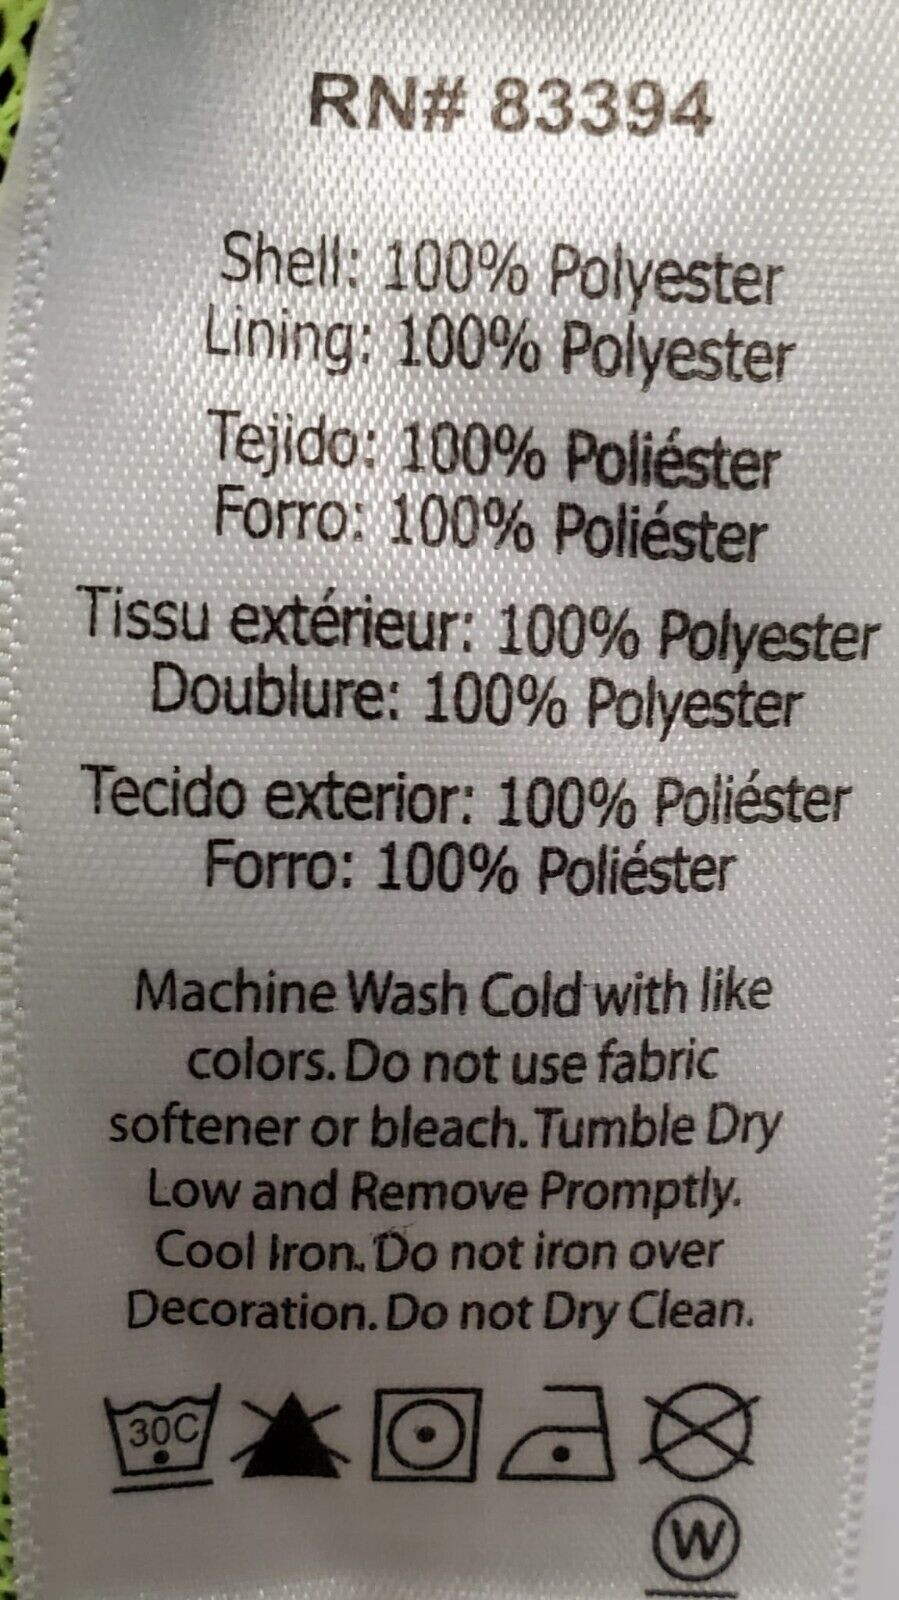 RN# 83394
Shell: 100% Polyester
Lining: 100% Polyester
Tejido: 100% Poliéster
Forro: 100% Poliéster
Tissu extérieur: 100% Polyester
Doublure: 100% Polyester
Tecido exterior: 100% Poliéster
Forro: 100% Poliéster
Machine Wash Cold with like
colors. Do not use fabric
softener or bleach. Tumble Dry
Low and Remove Promptly.
Cool Iron. Do not iron over
Decoration. Do not Dry Clean.
30C
W